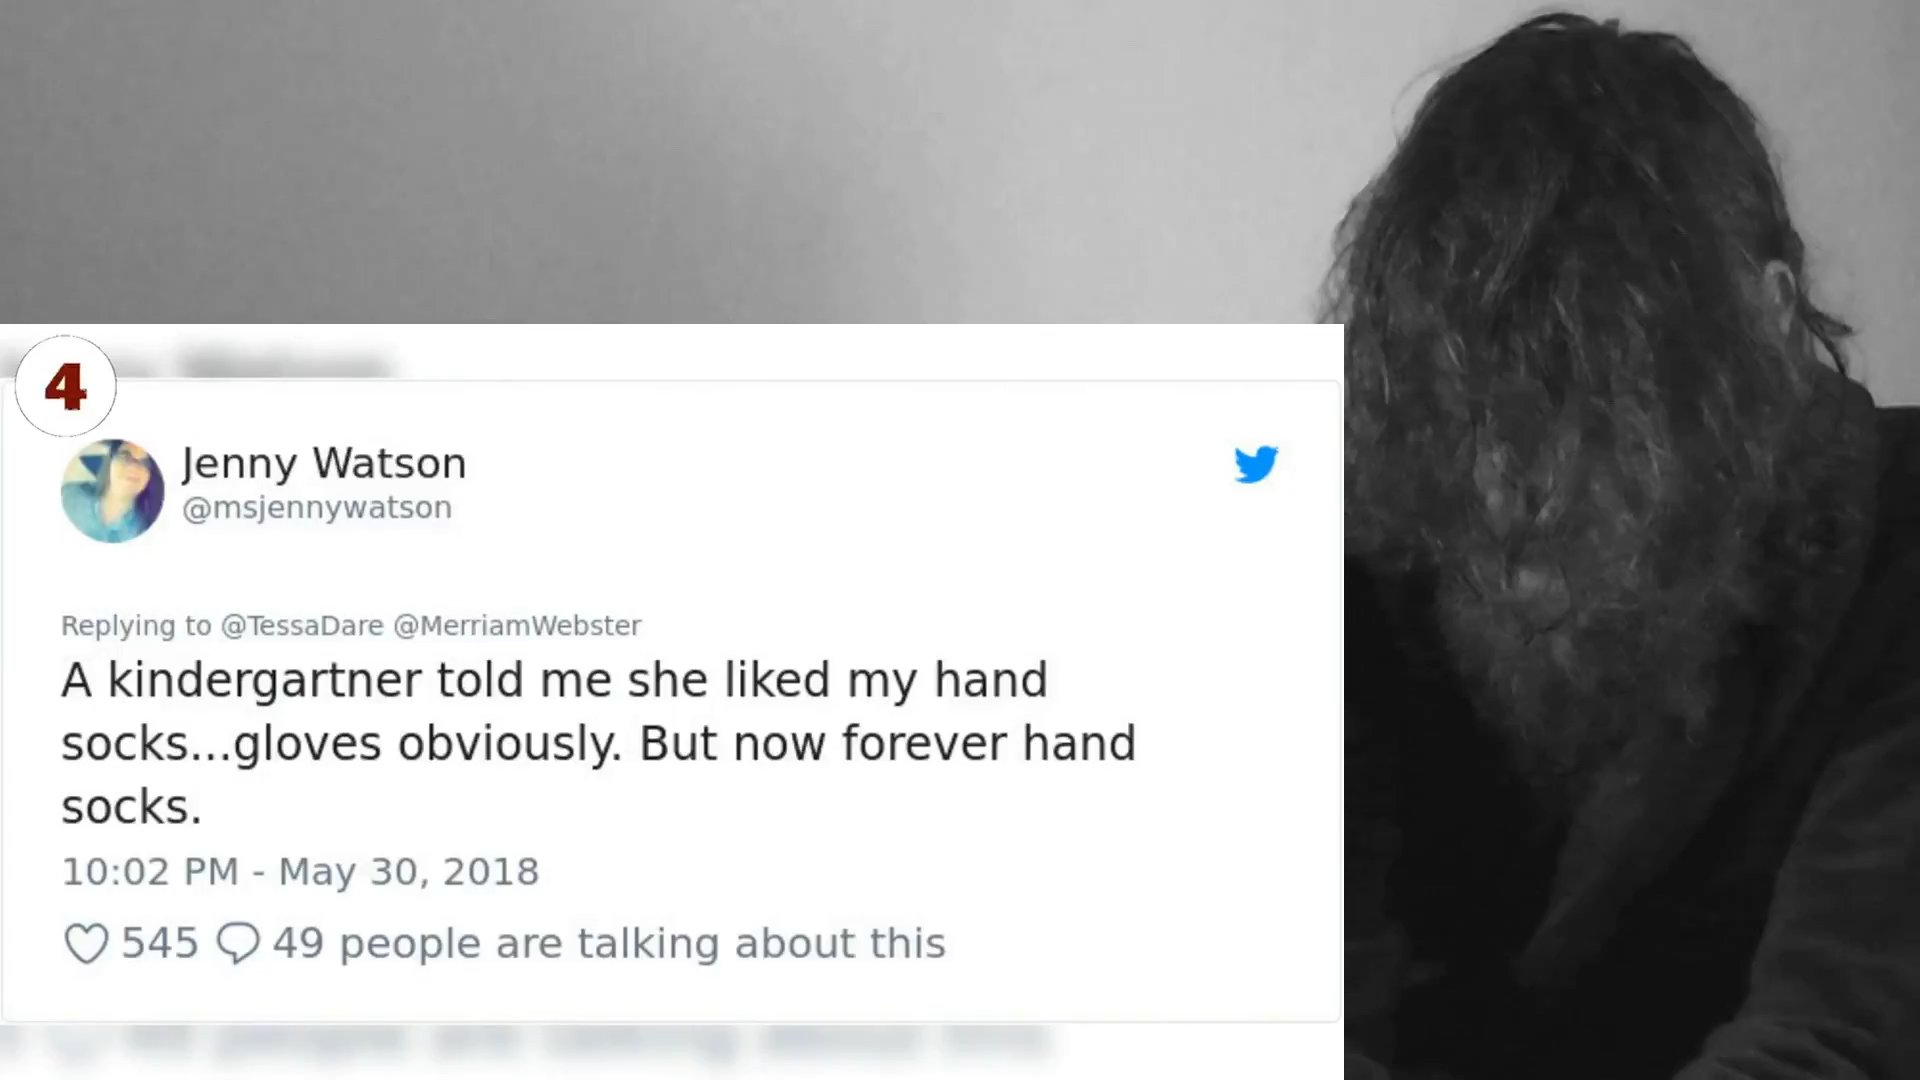 4
Jenny Watson
@msjennywatson
Replying to @TessaDare @MerriamWebster
A kindergartner told me she liked my hand
socks...gloves obviously. But now forever hand
socks.
10:02 PM - May 30, 2018
545 49 people are talking about this